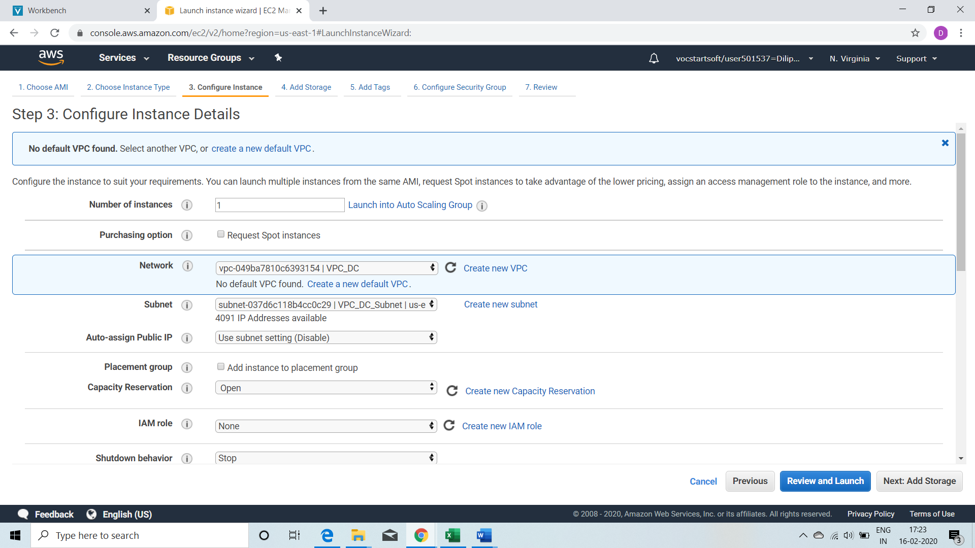 Workbench
Launch instance wizard | EC2 Ma
console.aws.amazon.com/ec2/v2/home?region=us-east-1#LaunchInstanceWizard:
D
aws
Services
Resource Groups
vocstartsoft/user501537=Dilip...
N. Virginia
Support
1. Choose AMI
2. Choose Instance Type
3. Configure Instance
4. Add Storage
5. Add Tags
6. Configure Security Group
7. Review
Step 3: Configure Instance Details
No default VPC found. Select another VPC, or create a new default VPC.
Configure the instance to suit your requirements. You can launch multiple instances from the same AMI, request Spot instances to take advantage of the lower pricing, assign an access management role to the instance, and more.
Number of instances
1
Launch into Auto Scaling Group
Purchasing option
Request Spot instances
Network
vpc-049ba7810c6393154 | VPC_DC
Create new VPC
No default VPC found. Create a new default VPC.
Subnet
subnet-037d6c118b4cc0c29 | VPC_DC_Subnet | us-e
Create new subnet
4091 IP Addresses available
Auto-assign Public IP
Use subnet setting (Disable)
Placement group
Add instance to placement group
Capacity Reservation
Open
Create new Capacity Reservation
IAM role
None
Create new IAM role
Shutdown behavior
Stop
Cancel
Previous
Review and Launch
Next: Add Storage
Feedback
English (US)
© 2008 - 2020, Amazon Web Services, Inc. or its affiliates. All rights reserved.
Privacy Policy
Terms of Use
Type here to search
ENG
IN
17:23
16-02-2020
3